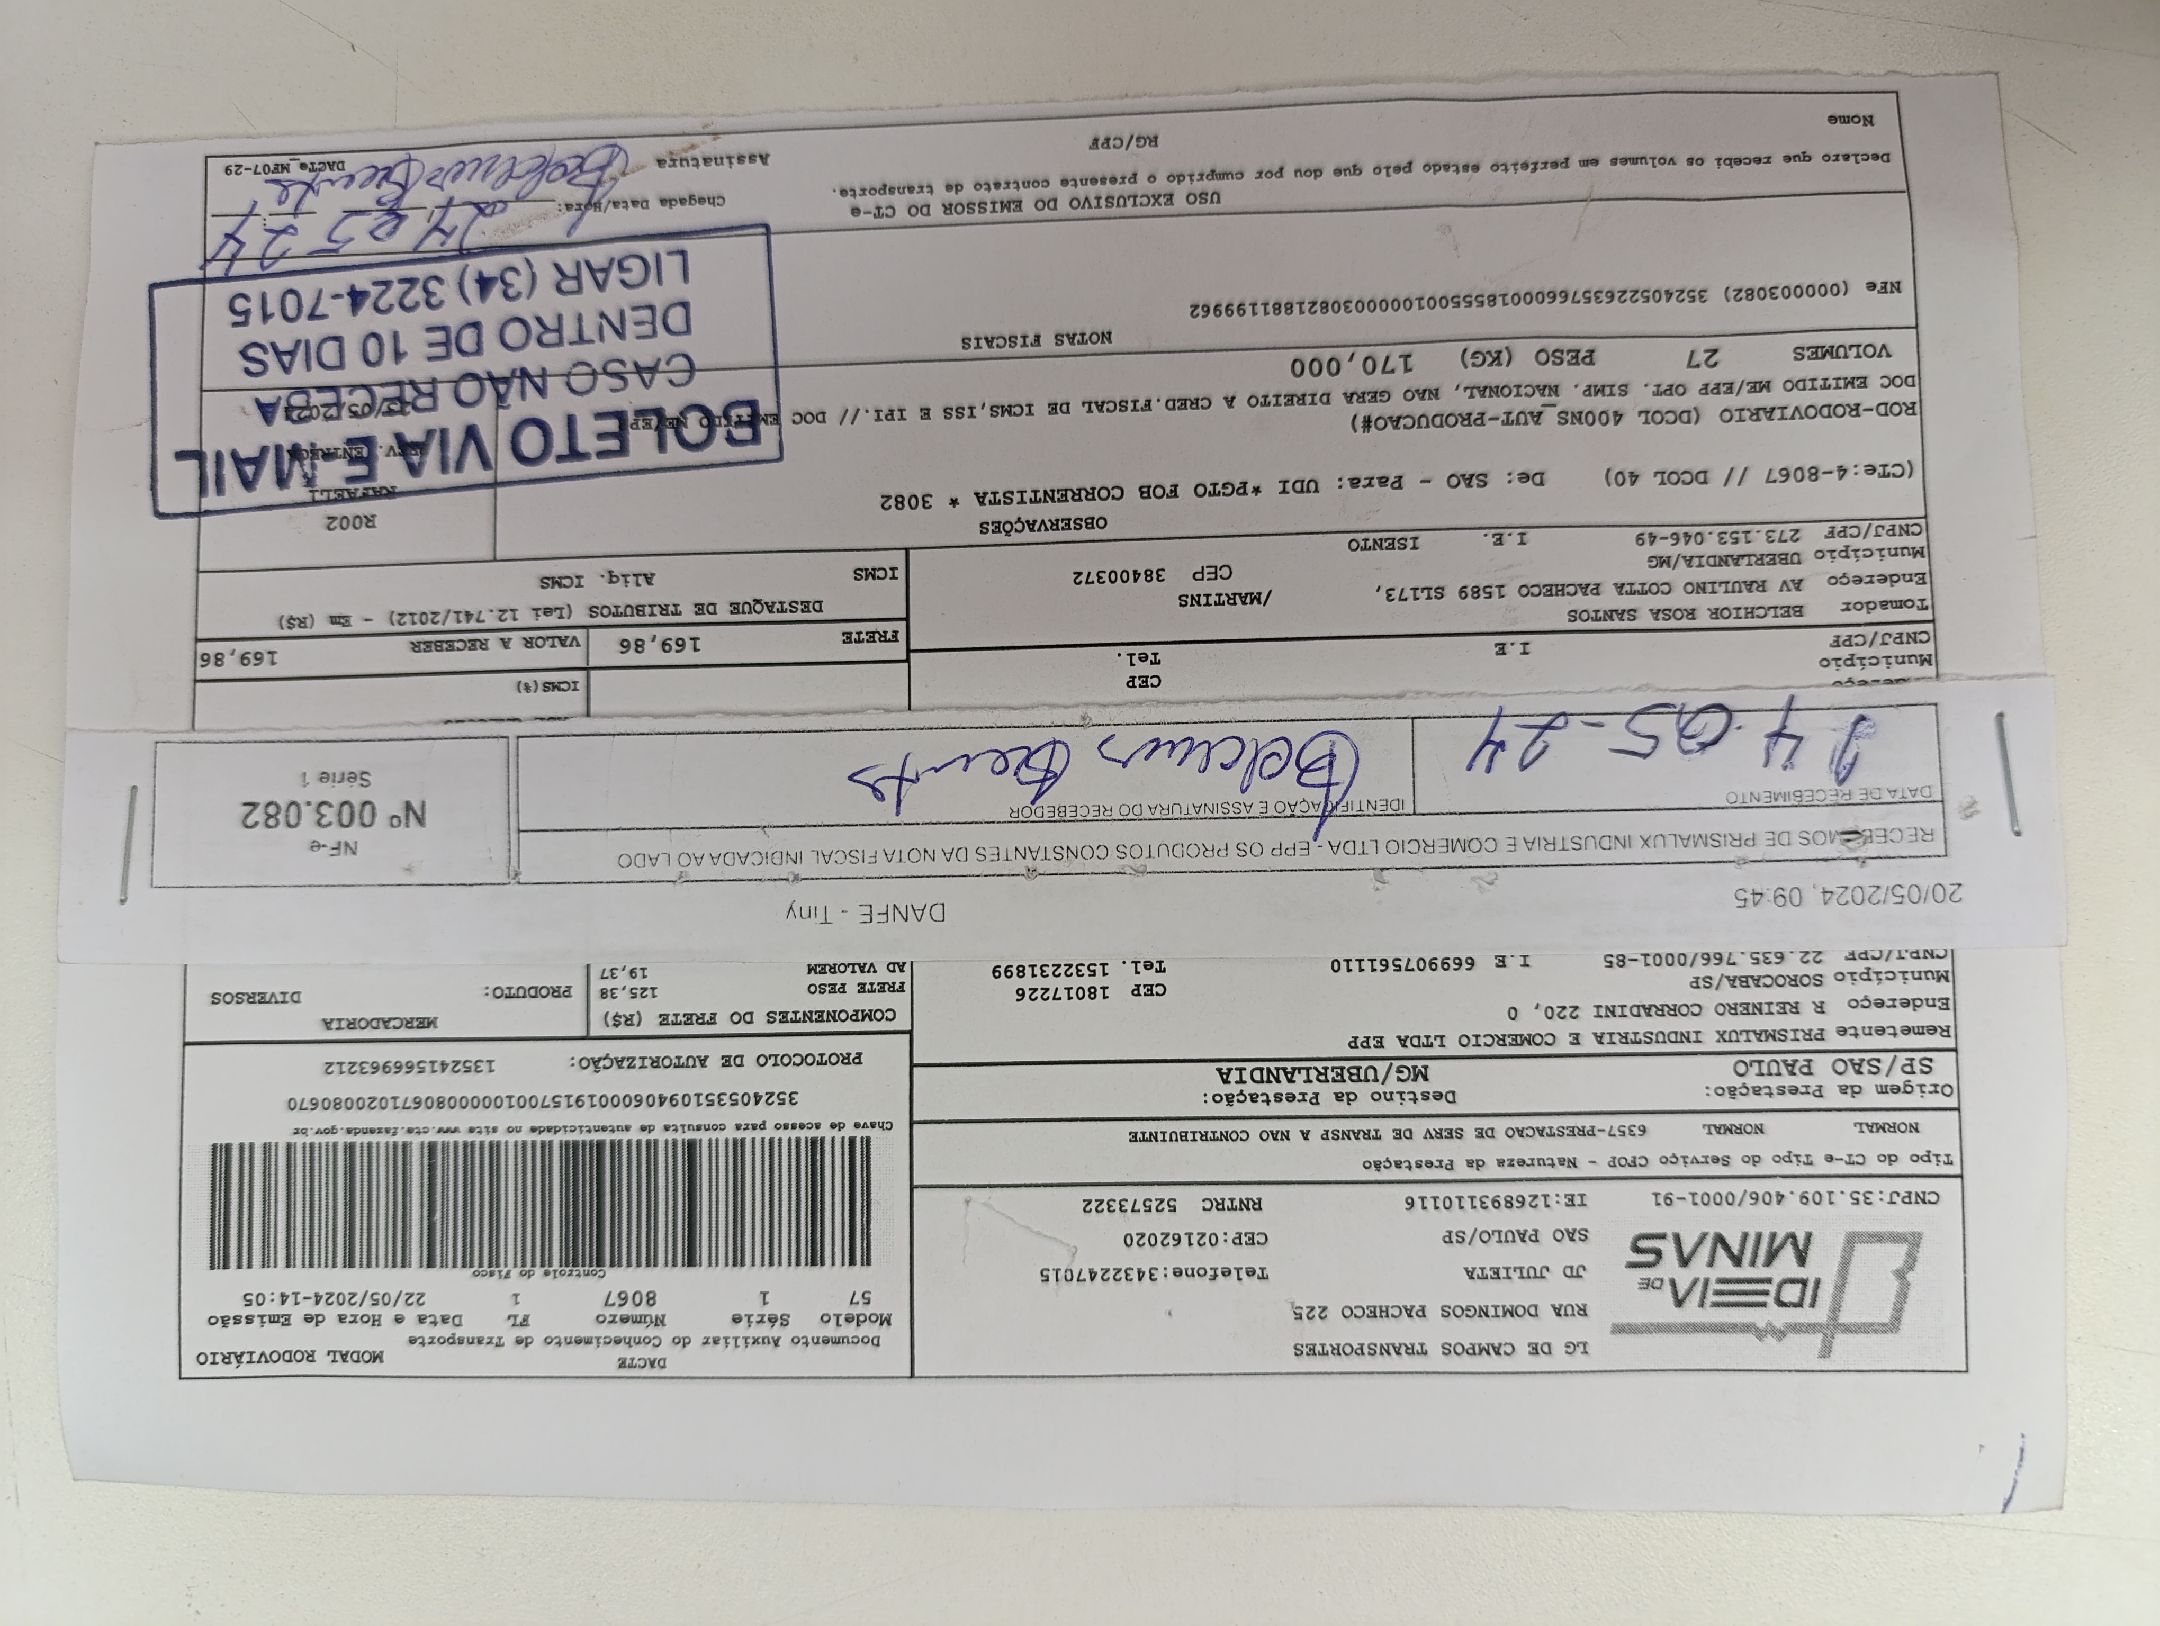 LG DE CAMPOS TRANSPORTES
IDEIA DE MINAS
RUA DOMINGOS PACHECO 225
JD JULIETA Telefone:3432247015
SAO PAULO/SP CEP:02162020
CNPJ:35.109.406/0001-91 IE:126893110116 RNTRC 52573322
DACTE MODAL RODOVIÁRIO
Documento Auxiliar do Conhecimento de Transporte
Modelo Série Número FL Data e Hora de Emissão
57 1 8067 1 22/05/2024-14:05
Controle do Fisco
Tipo do CT-e Tipo do Serviço CFOP - Natureza da Prestação
NORMAL NORMAL 6357-PRESTACAO DE SERV DE TRANSP A NAO CONTRIBUINTE
Chave de acesso para consulta de autenticidade no site www.cte.fazenda.gov.br
35240535109406000191570010000080671020080670
Origem da Prestação: Destino da Prestação:
SP/SAO PAULO MG/UBERLANDIA
PROTOCOLO DE AUTORIZAÇÃO: 135241566963212
Remetente PRISMALUX INDUSTRIA E COMERCIO LTDA EPP
Endereço R REINERO CORRADINI 220, 0
Município SOROCABA/SP CEP 18017226
CNPJ/CPF 22.635.766/0001-85 I.E 669907561110 Tel. 1532231899
COMPONENTES DO FRETE (R$) MERCADORIA
FRETE PESO 125,38 PRODUTO: DIVERSOS
AD VALOREM 19,37
20/05/2024, 09:45 DANFE - Tiny
RECEBEMOS DE PRISMALUX INDUSTRIA E COMERCIO LTDA - EPP OS PRODUTOS CONSTANTES DA NOTA FISCAL INDICADA AO LADO
DATA DE RECEBIMENTO IDENTIFICAÇÃO E ASSINATURA DO RECEBEDOR
24.05-24
NF-e
Nº 003.082
Série 1
Município CEP
CNPJ/CPF I.E Tel.
ICMS(%)
FRETE 169,86 VALOR A RECEBER 169,86
Tomador BELCHIOR ROSA SANTOS
Endereço AV RAULINO COTTA PACHECO 1589 SL173, /MARTINS
Município UBERLANDIA/MG CEP 38400372
CNPJ/CPF 273.153.046-49 I.E. ISENTO
DESTAQUE DE TRIBUTOS (Lei 12.741/2012) - Em (R$)
ICMS Aliq. ICMS
OBSERVAÇÕES
(CTe:4-8067 // DCOL 40) De: SAO - Para: UDI *PGTO FOB CORRENTISTA * 3082
ROD-RODOVIARIO (DCOL 400NS_AUT-PRODUCAO#)
DOC EMITIDO ME/EPP OPT. SIMP. NACIONAL, NAO GERA DIREITO A CRED.FISCAL DE ICMS,ISS E IPI.// DOC EMITIDO ME/EPP
R002
RAFAELI
PREV. ENTREGA
BOLETO VIA E-MAIL
CASO NÃO RECEBA
DENTRO DE 10 DIAS
LIGAR (34) 3224-7015
VOLUMES 27 PESO (KG) 170,000
NOTAS FISCAIS
NFe (000003082) 35240522635766000185550010000030821881199962
USO EXCLUSIVO DO EMISSOR DO CT-e
Declaro que recebi os volumes em perfeito estado pelo que dou por cumprido o presente contrato de transporte.
Chegada Data/Hora:
24 05 24
Nome RG/CPF Assinatura
DACTe_MF07-29